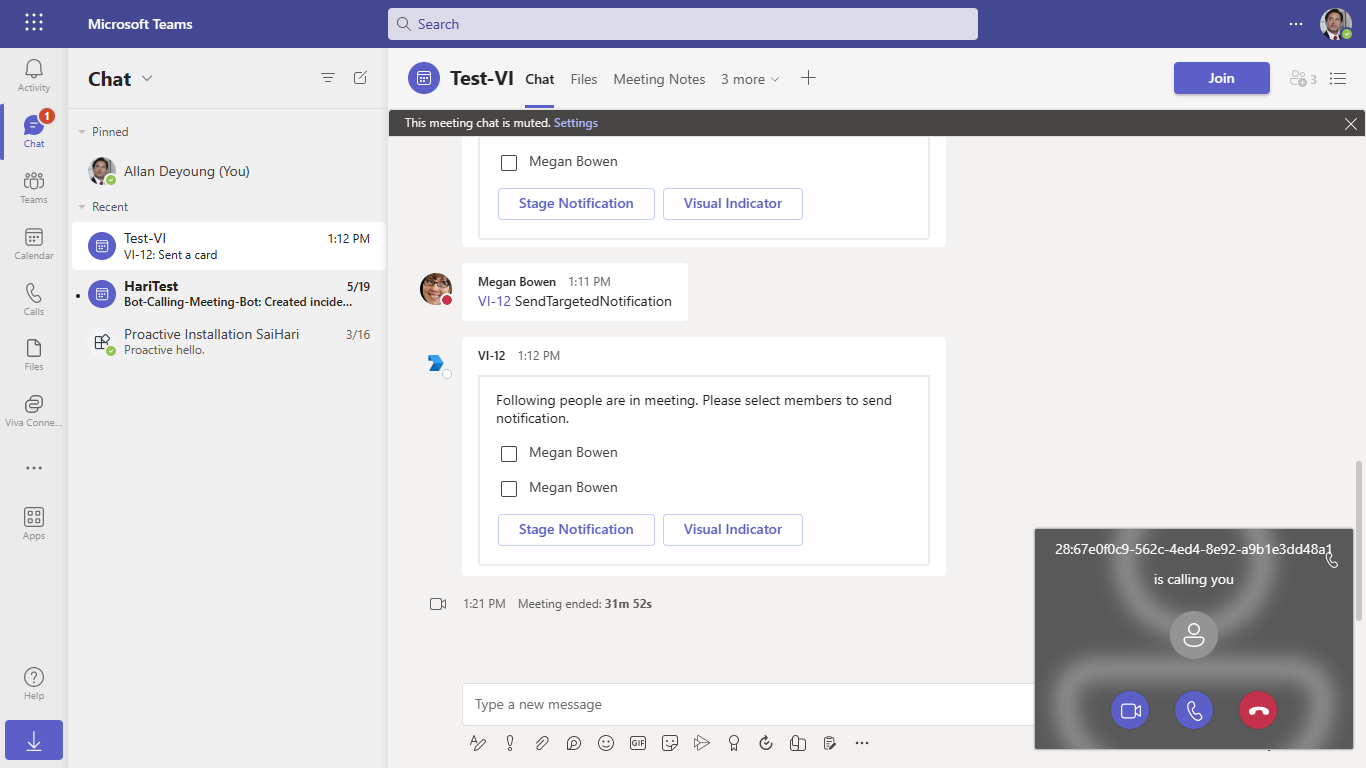 Microsoft Teams
Search
Activity
1
Chat
Teams
Calendar
Calls
Files
Viva Conne...
Apps
Help
Chat
Pinned
Allan Deyoung (You)
Recent
Test-VI 1:12 PM
VI-12: Sent a card
HariTest 5/19
Bot-Calling-Meeting-Bot: Created incide...
Proactive Installation SaiHari 3/16
Proactive hello.
Test-VI Chat Files Meeting Notes 3 more
Join
3
This meeting chat is muted. Settings
Megan Bowen
Stage Notification Visual Indicator
Megan Bowen 1:11 PM
VI-12 SendTargetedNotification
VI-12 1:12 PM
Following people are in meeting. Please select members to send
notification.
Megan Bowen
Megan Bowen
Stage Notification Visual Indicator
1:21 PM Meeting ended: 31m 52s
Type a new message
GIF
28:67e0f0c9-562c-4ed4-8e92-a9b1e3dd48a1
is calling you